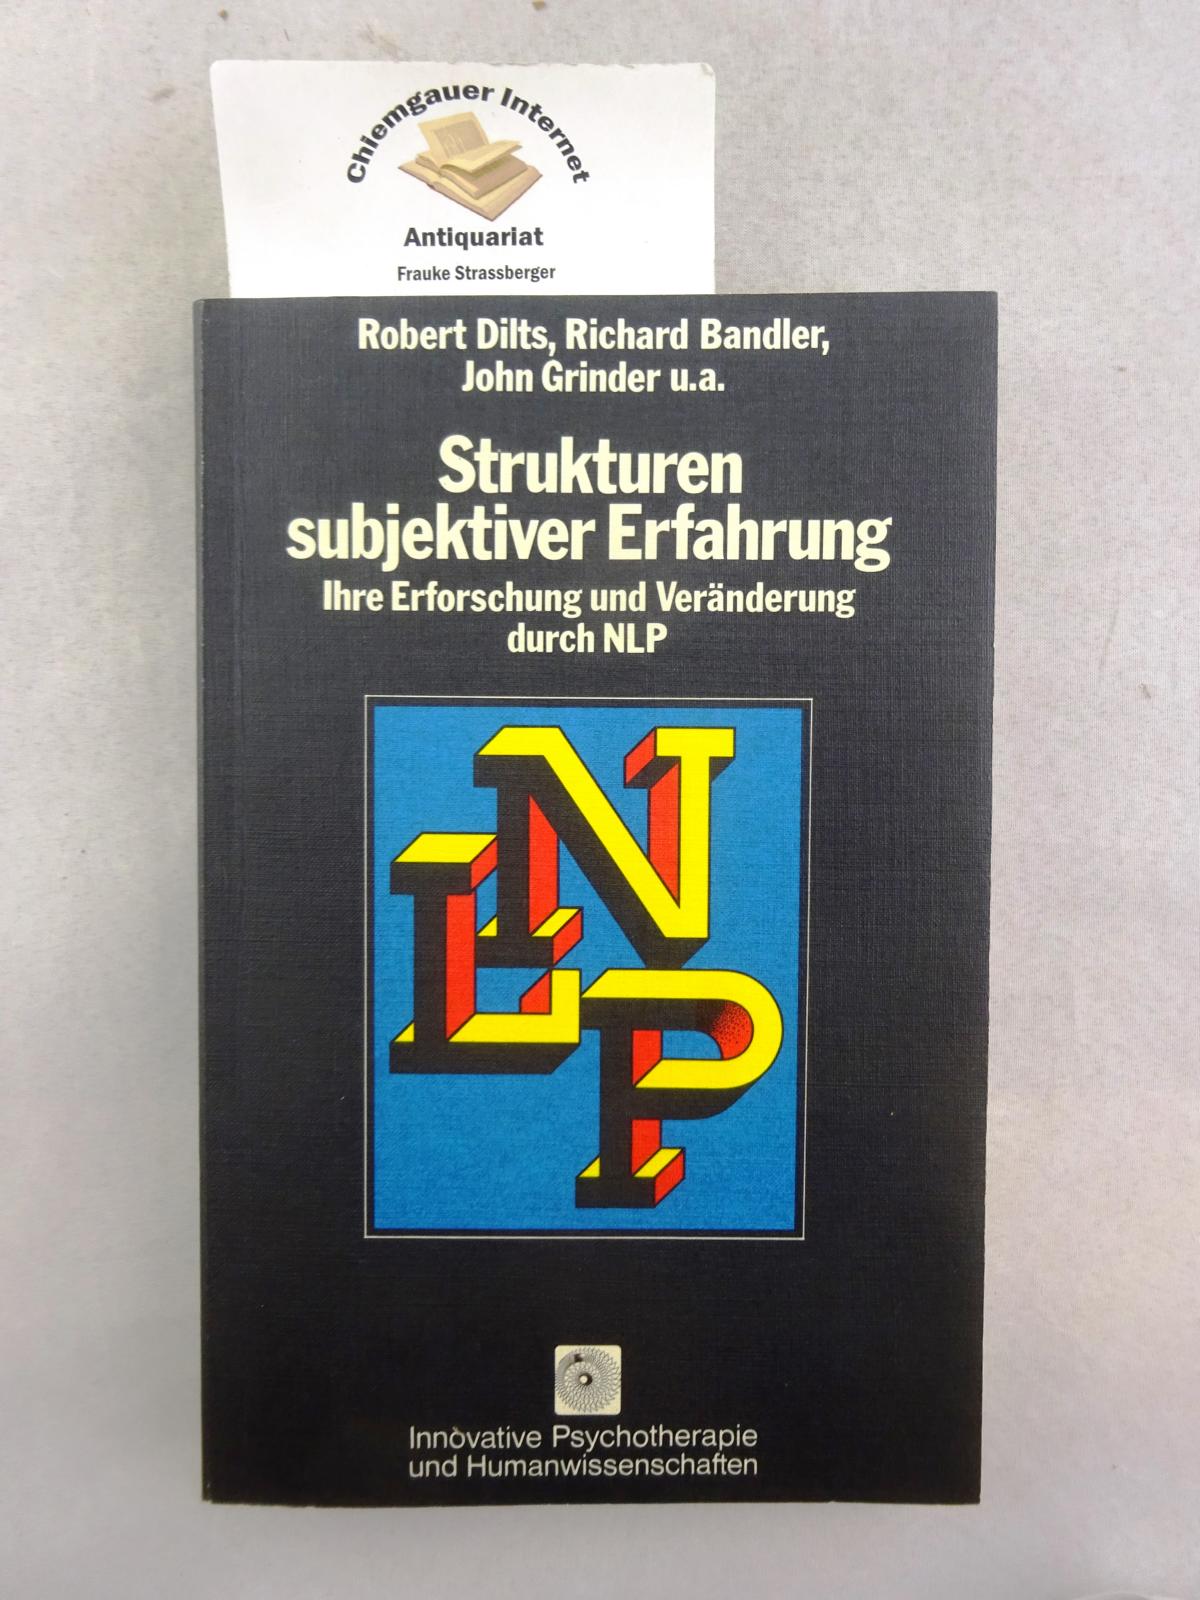 Chiemgauer Internet
Antiquariat
Frauke Strassberger
Robert Dilts, Richard Bandler,
John Grinder u.a.
Strukturen
subjektiver Erfahrung
Ihre Erforschung und Veränderung
durch NLP
N
L
P
Innovative Psychotherapie
und Humanwissenschaften